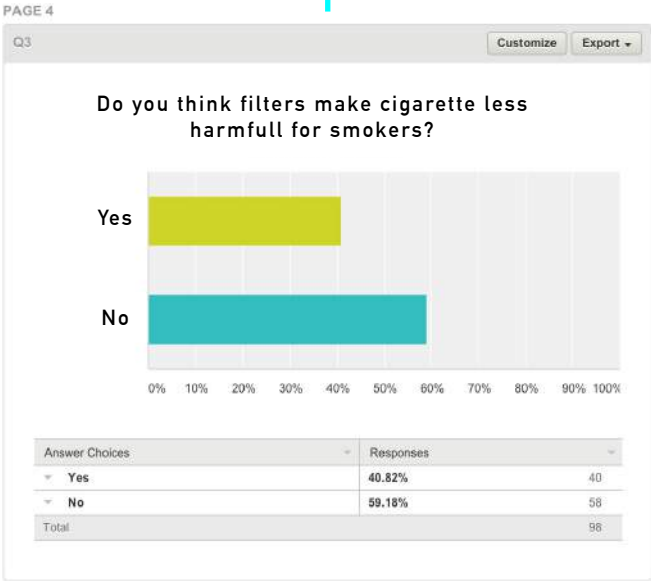 PAGE 4
Q3
Customize
Export
Do you think filters make cigarette less
harmfull for smokers?
Yes
No
0% 10% 20% 30% 40% 50% 60% 70% 80% 90% 100%
Answer Choices Responses
Yes 40.82% 40
No 59.18% 58
Total 98